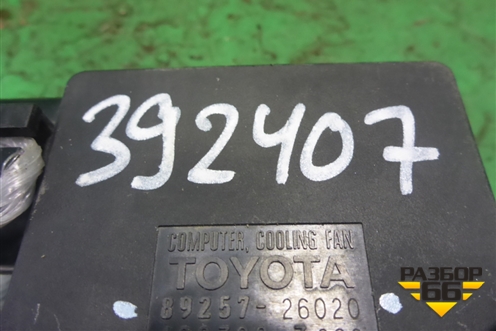 392407
COMPUTER, COOLING FAN
TOYOTA
89257-26020
РАЗБОР
66